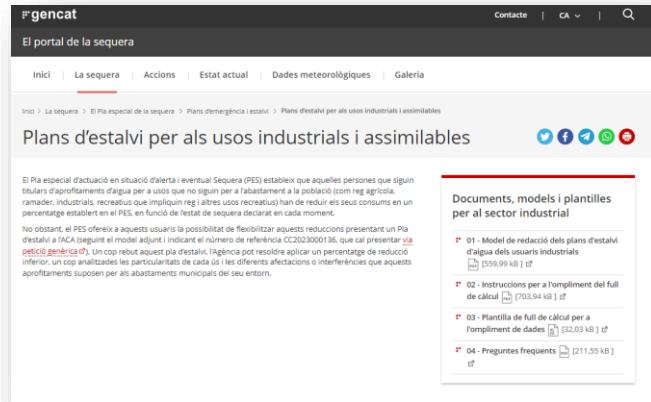 gencat
Contacte | CA |
El portal de la sequera
Inici | La sequera | Accions | Estat actual | Dades meteorològiques | Galeria
Inici > La sequera > El Pla especial de la sequera > Plans d'emergència i estalvi > Plans d'estalvi per als usos industrials i assimilables
Plans d'estalvi per als usos industrials i assimilables
El Pla especial d'actuació en situació d'alerta i eventual Sequera (PES) estableix que aquelles persones que siguin
titulars d'aprofitaments d'aigua per a usos que no siguin per a l'abastament a la població (com reg agrícola,
ramader, industrials, recreatius que impliquin reg i altres usos recreatius) han de reduir els seus consums en un
percentatge establert en el PES, en funció de l'estat de sequera declarat en cada moment.
No obstant, el PES ofereix a aquests usuaris la possibilitat de flexibilitzar aquests reduccions presentant un Pla
d'estalvi a l'ACA (seguint el model adjunt i indicant el número de referència CC2023000136, que cal presentar via
petició genèrica). Un cop rebut aquest pla d'estalvi, l'Agència pot resoldre aplicar un percentatge de reducció
inferior, un cop analitzades les particularitats de cada ús i les diferents afectacions o interferències que aquests
aprofitaments suposen per als abastaments municipals del seu entorn.
Documents, models i plantilles
per al sector industrial
01 - Model de redacció dels plans d'estalvi
d'aigua dels usuaris industrials
PDF [559,99 kB]
02 - Instruccions per a l'ompliment del full
de càlcul PDF [703,94 kB]
03 - Plantilla de full de càlcul per a
l'ompliment de dades [32,03 kB]
04 - Preguntes freqüents PDF [211,55 kB]